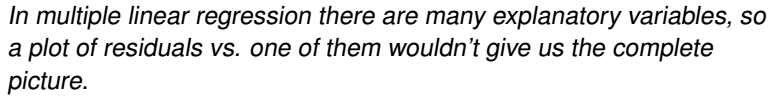 In multiple linear regression there are many explanatory variables, so
a plot of residuals vs. one of them wouldn't give us the complete
picture.